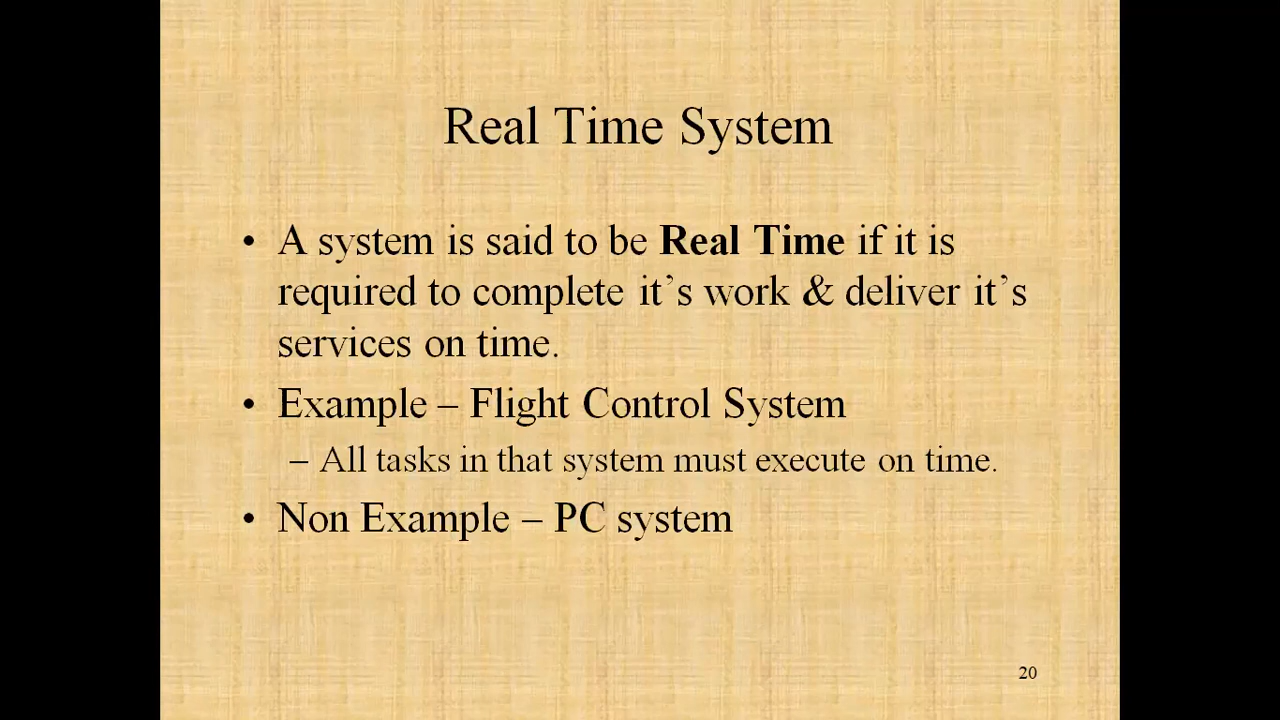 Real Time System
• A system is said to be Real Time if it is
required to complete it’s work & deliver it’s
services on time.
• Example – Flight Control System
– All tasks in that system must execute on time.
• Non Example – PC system
20